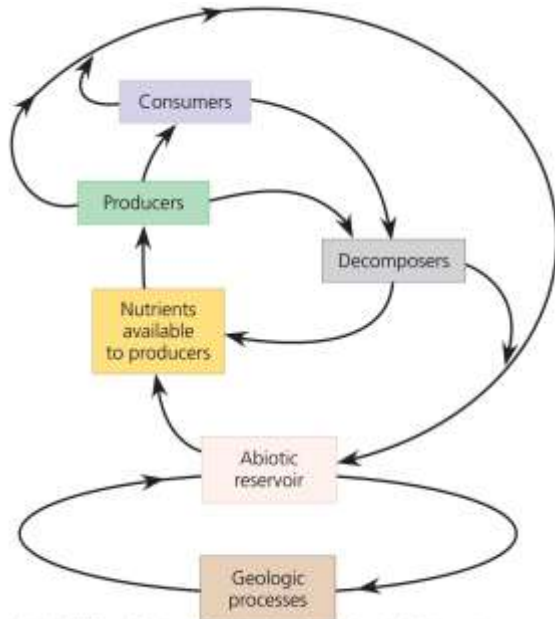 Consumers
Producers
Decomposers
Nutrients
available
to producers
Abiotic
reservoir
Geologic
processes